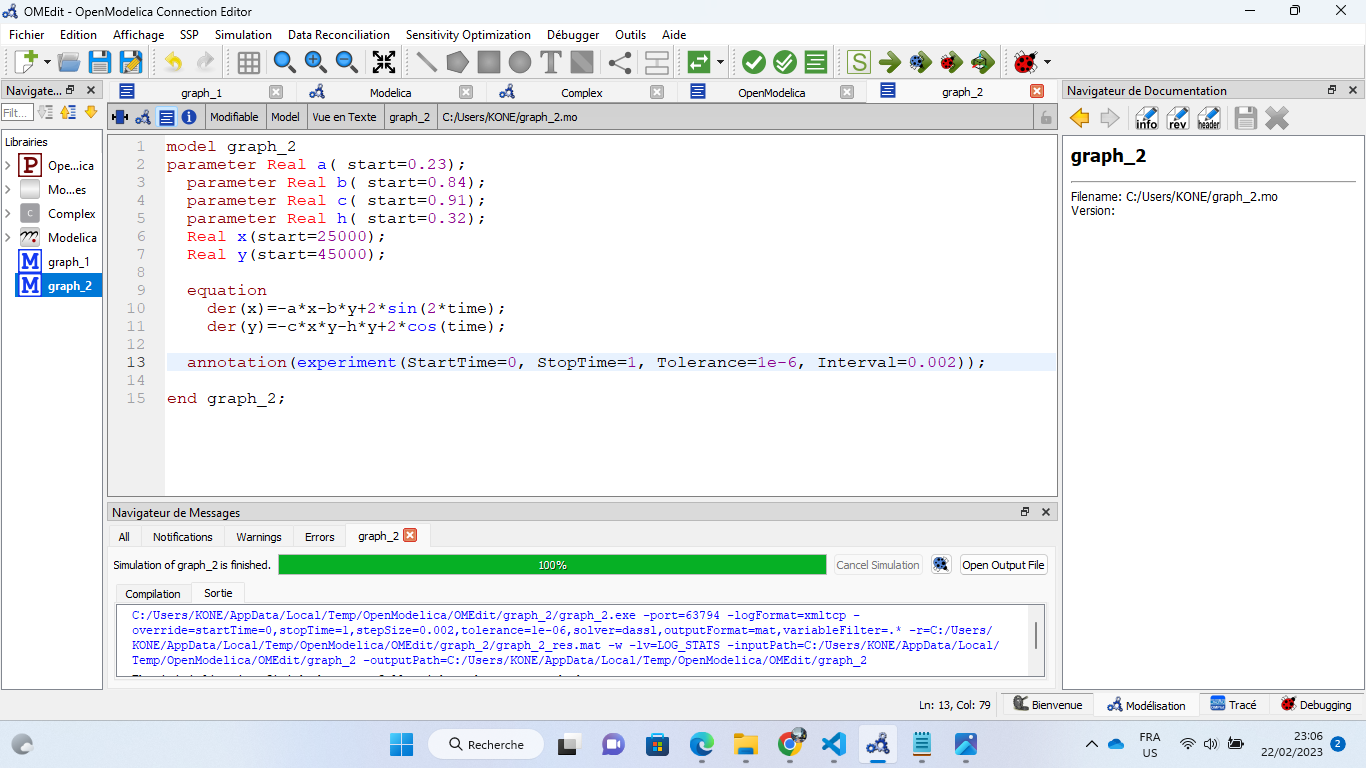 OMEdit - OpenModelica Connection Editor
Fichier Edition Affichage SSP Simulation Data Reconciliation Sensitivity Optimization Débugger Outils Aide
Navigate...
Filt...
Libraries
P Ope...ica
Mo...es
C Complex
Modelica
M graph_1
M graph_2
graph_1 Modelica Complex OpenModelica graph_2
Modifiable Model Vue en Texte graph_2 C:/Users/KONE/graph_2.mo
1 model graph_2
2 parameter Real a( start=0.23);
3 parameter Real b( start=0.84);
4 parameter Real c( start=0.91);
5 parameter Real h( start=0.32);
6 Real x(start=25000);
7 Real y(start=45000);
8
9 equation
10 der(x)=-a*x-b*y+2*sin(2*time);
11 der(y)=-c*x*y-h*y+2*cos(time);
12
13 annotation(experiment(StartTime=0, StopTime=1, Tolerance=1e-6, Interval=0.002));
14
15 end graph_2;
Navigateur de Messages
All Notifications Warnings Errors graph_2
Simulation of graph_2 is finished. 100% Cancel Simulation Open Output File
Compilation Sortie
C:/Users/KONE/AppData/Local/Temp/OpenModelica/OMEdit/graph_2/graph_2.exe -port=63794 -logFormat=xmltcp -
override=startTime=0,stopTime=1,stepSize=0.002,tolerance=1e-06,solver=dassl,outputFormat=mat,variableFilter=.* -r=C:/Users/
KONE/AppData/Local/Temp/OpenModelica/OMEdit/graph_2/graph_2_res.mat -w -lv=LOG_STATS -inputPath=C:/Users/KONE/AppData/Local/
Temp/OpenModelica/OMEdit/graph_2 -outputPath=C:/Users/KONE/AppData/Local/Temp/OpenModelica/OMEdit/graph_2
Navigateur de Documentation
info rev header
graph_2
Filename: C:/Users/KONE/graph_2.mo
Version:
Ln: 13, Col: 79 Bienvenue Modélisation Tracé Debugging
Recherche
FRA
US
23:06
22/02/2023
2